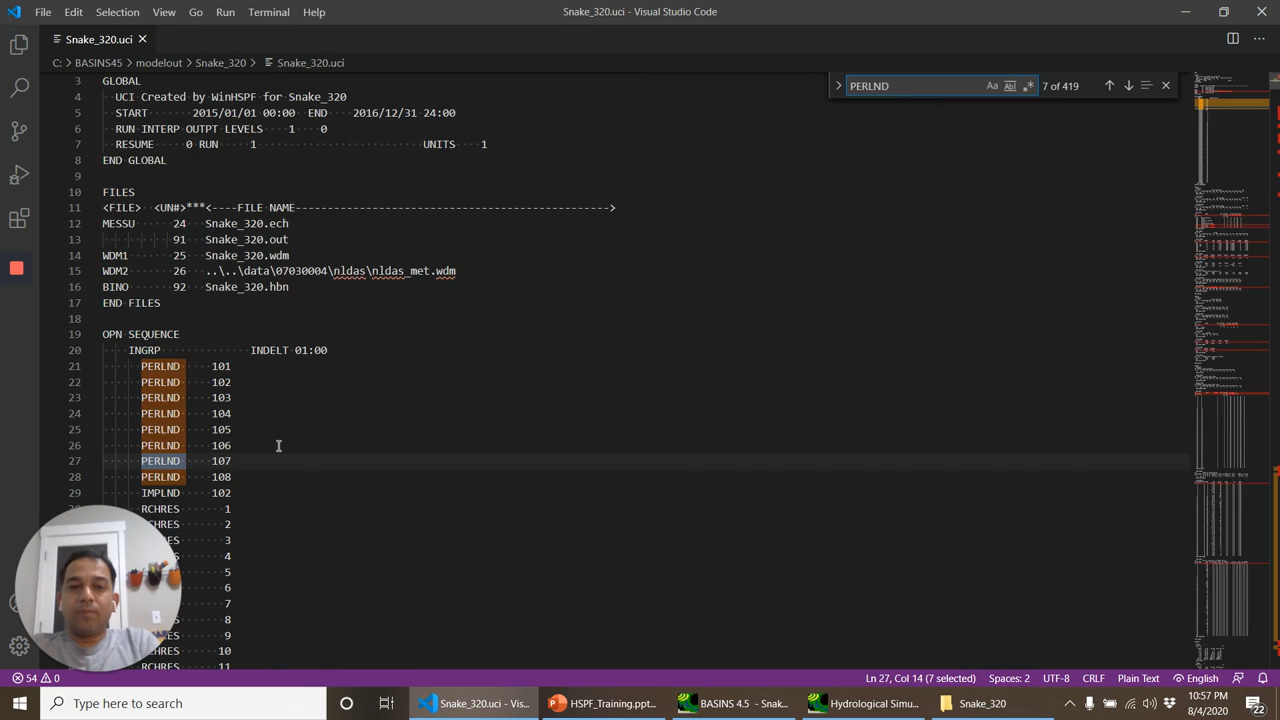 File Edit Selection View Go Run Terminal Help
Snake_320.uci - Visual Studio Code
Snake_320.uci
C: > BASINS45 > modelout > Snake_320 > Snake_320.uci
PERLND
Aa Abl .*
7 of 419
3 GLOBAL
4 UCI Created by WinHSPF for Snake_320
5 START 2015/01/01 00:00 END 2016/12/31 24:00
6 RUN INTERP OUTPT LEVELS 1 0
7 RESUME 0 RUN 1 UNITS 1
8 END GLOBAL
9
10 FILES
11 <FILE> <UN#>***<----FILE NAME------------------------------------------------->
12 MESSU 24 Snake_320.ech
13 91 Snake_320.out
14 WDM1 25 Snake_320.wdm
15 WDM2 26 ..\..\data\07030004\nldas\nldas_met.wdm
16 BINO 92 Snake_320.hbn
17 END FILES
18
19 OPN SEQUENCE
20 INGRP INDELT 01:00
21 PERLND 101
22 PERLND 102
23 PERLND 103
24 PERLND 104
25 PERLND 105
26 PERLND 106
27 PERLND 107
28 PERLND 108
29 IMPLND 102
RCHRES 1
RCHRES 2
3
4
5
6
7
8
9
RCHRES 10
RCHRES 11
54 0
Ln 27, Col 14 (7 selected) Spaces: 2 UTF-8 CRLF Plain Text English
Type here to search
Snake_320.uci - Vis...
HSPF_Training.ppt...
BASINS 4.5 - Snak...
Hydrological Simu...
Snake_320
10:57 PM
8/4/2020
22